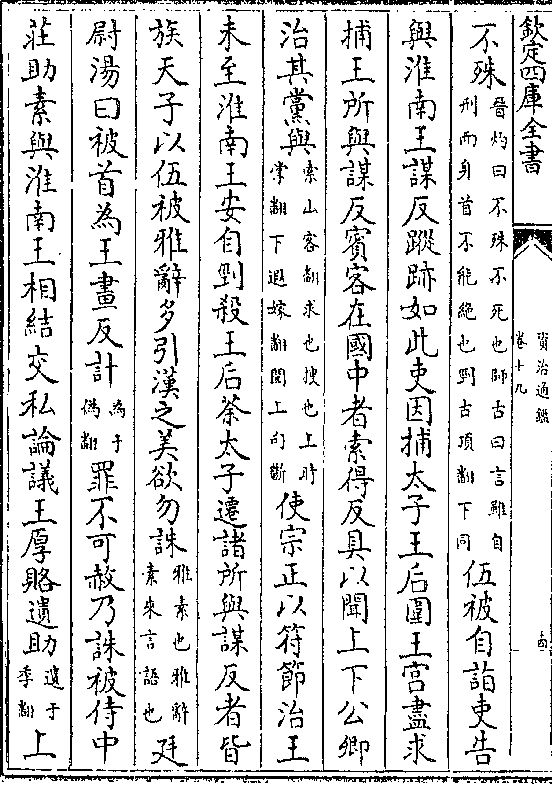 欽定四庫全書
資治通鑑
卷十九
不殊晉灼曰不殊不死也師古曰言雖自刑而身首不能絶也剄古頂翻下同伍被自詣吏告
與淮南王謀反蹤跡如此吏因捕太子王后圍王宮盡求
捕王所與謀反賓客在國中者索得反具以聞上下公卿
治其黨與索山客翻求也搜也上時掌翻下遐嫁翻聞上句斷使宗正以符節治王
未至淮南王安自剄殺王后荼太子遷諸所與謀反者皆
族天子以伍被雅辭多引漢之美欲勿誅雅素也雅辭素來言語也廷
尉湯曰被首為王畫反計為于偽翻罪不可赦乃誅被侍中
莊助素與淮南王相結交私論議王厚賂遺助遺于季翻上